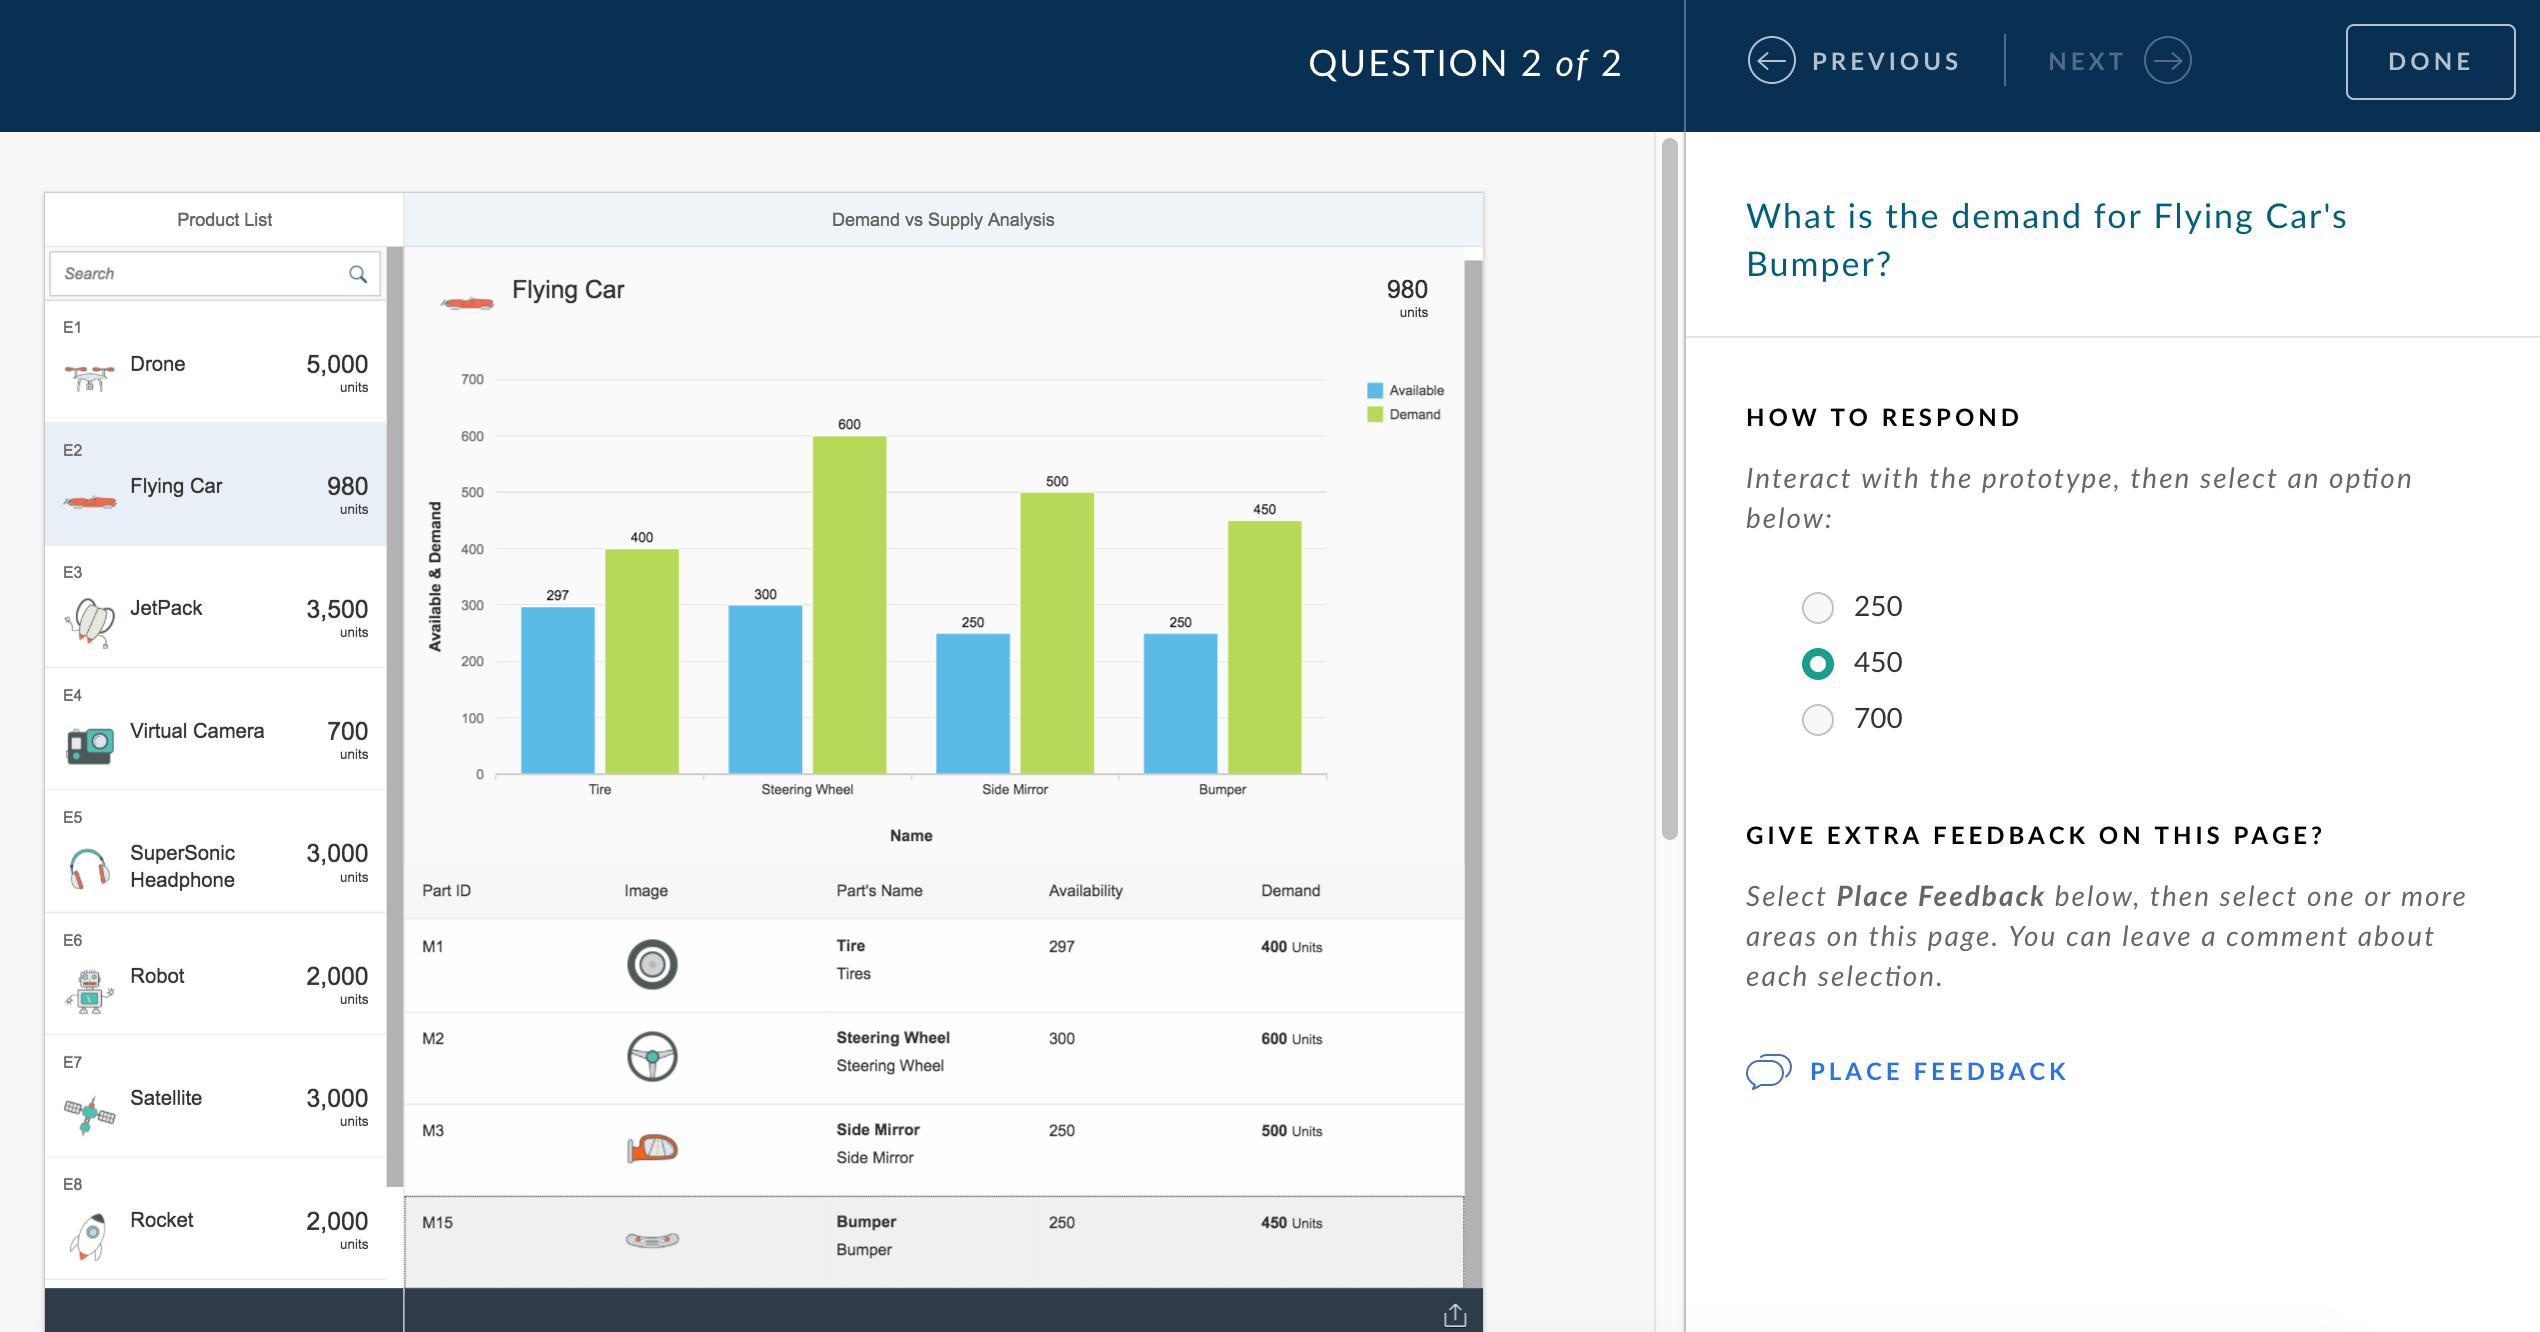 QUESTION 2 of 2
PREVIOUS
NEXT
DONE
Product List
Search
E1
Drone
5,000
units
E2
Flying Car
980
units
E3
JetPack
3,500
units
E4
Virtual Camera
700
units
E5
SuperSonic
Headphone
3,000
units
E6
Robot
2,000
units
E7
Satellite
3,000
units
E8
Rocket
2,000
units
Demand vs Supply Analysis
Flying Car
980
units
Available
Demand
Available & Demand
700
600
500
400
300
200
100
0
297
400
300
600
250
500
250
450
Tire
Steering Wheel
Side Mirror
Bumper
Name
Part ID Image Part's Name Availability Demand
M1 Tire 297 400 Units
Tires
M2 Steering Wheel 300 600 Units
Steering Wheel
M3 Side Mirror 250 500 Units
Side Mirror
M15 Bumper 250 450 Units
Bumper
What is the demand for Flying Car's
Bumper?
HOW TO RESPOND
Interact with the prototype, then select an option
below:
250
450
700
GIVE EXTRA FEEDBACK ON THIS PAGE?
Select Place Feedback below, then select one or more
areas on this page. You can leave a comment about
each selection.
PLACE FEEDBACK